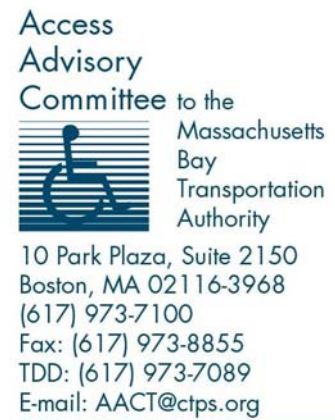 Access
Advisory
Committee to the
Massachusetts
Bay
Transportation
Authority
10 Park Plaza, Suite 2150
Boston, MA 02116-3968
(617) 973-7100
Fax: (617) 973-8855
TDD: (617) 973-7089
E-mail: AACT@ctps.org